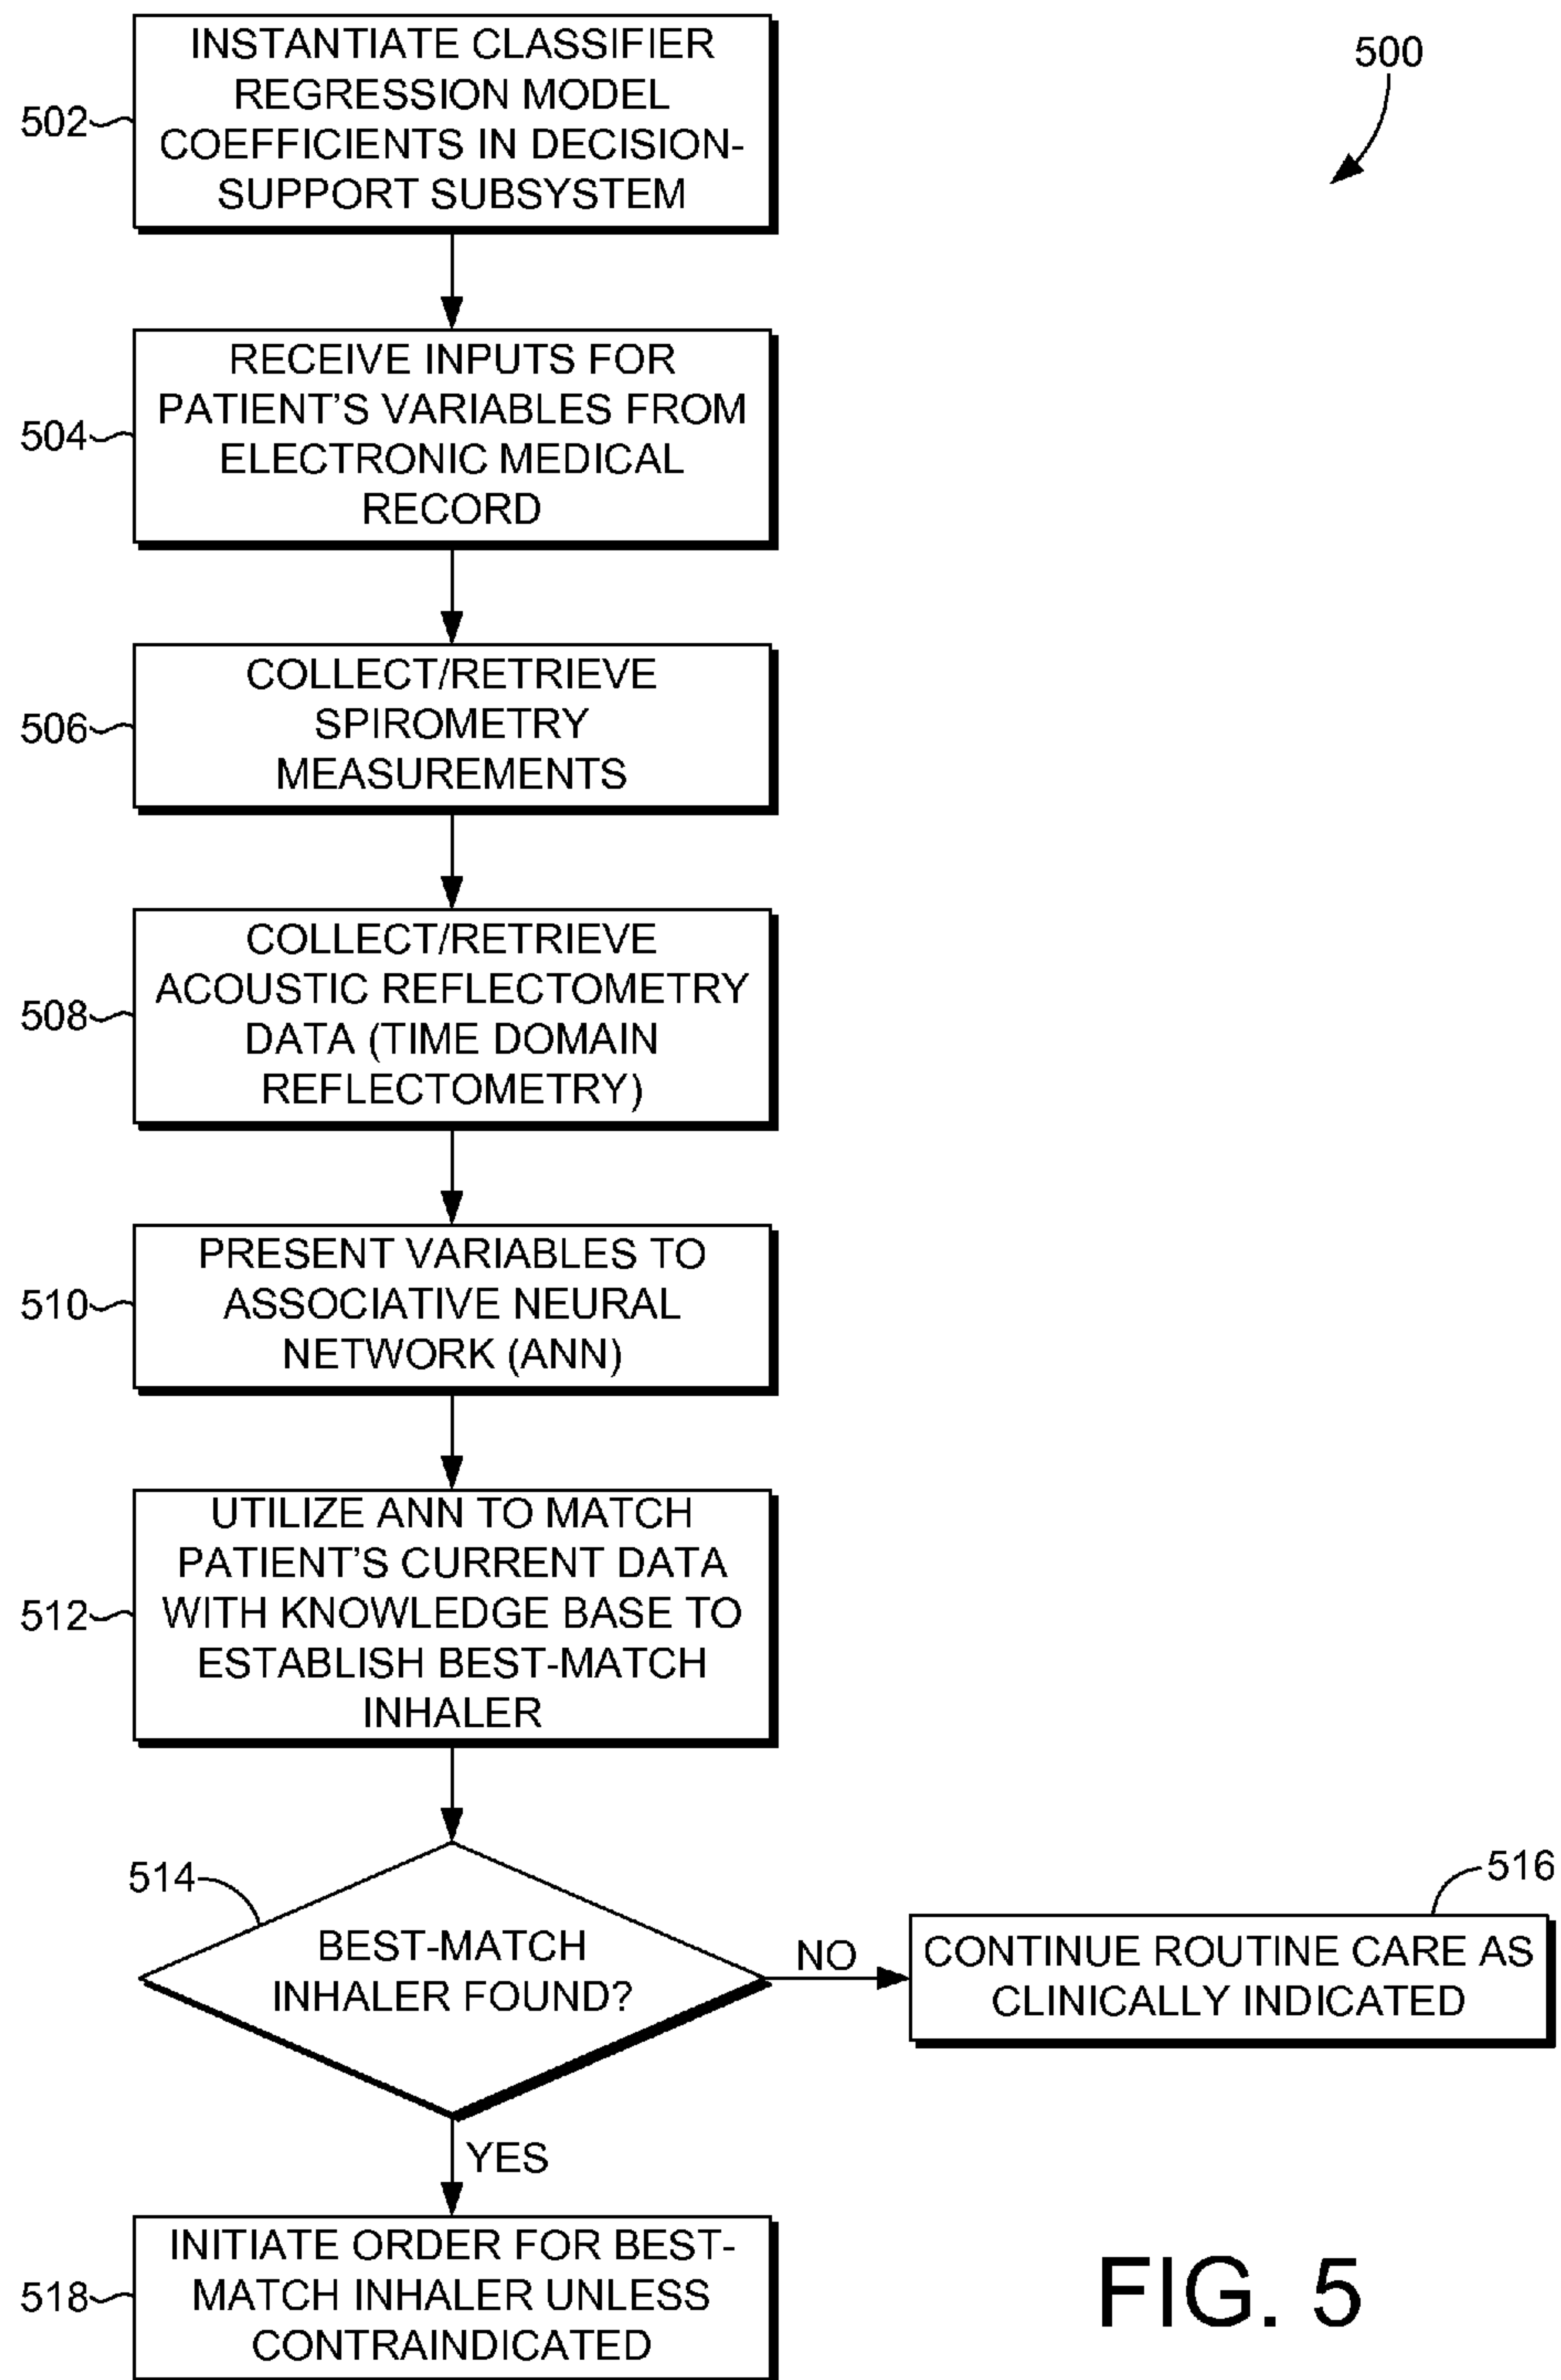 500
502
INSTANTIATE CLASSIFIER
REGRESSION MODEL
COEFFICIENTS IN DECISION-
SUPPORT SUBSYSTEM
504
RECEIVE INPUTS FOR
PATIENT'S VARIABLES FROM
ELECTRONIC MEDICAL
RECORD
506
COLLECT/RETRIEVE
SPIROMETRY
MEASUREMENTS
508
COLLECT/RETRIEVE
ACOUSTIC REFLECTOMETRY
DATA (TIME DOMAIN
REFLECTOMETRY)
510
PRESENT VARIABLES TO
ASSOCIATIVE NEURAL
NETWORK (ANN)
512
UTILIZE ANN TO MATCH
PATIENT'S CURRENT DATA
WITH KNOWLEDGE BASE TO
ESTABLISH BEST-MATCH
INHALER
514
BEST-MATCH
INHALER FOUND?
NO
516
CONTINUE ROUTINE CARE AS
CLINICALLY INDICATED
YES
518
INITIATE ORDER FOR BEST-
MATCH INHALER UNLESS
CONTRAINDICATED
FIG. 5